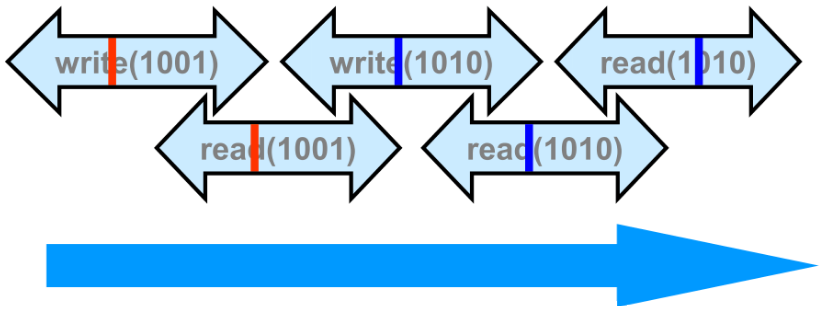 write(1001) write(1010) read(1010)
read(1001) read(1010)